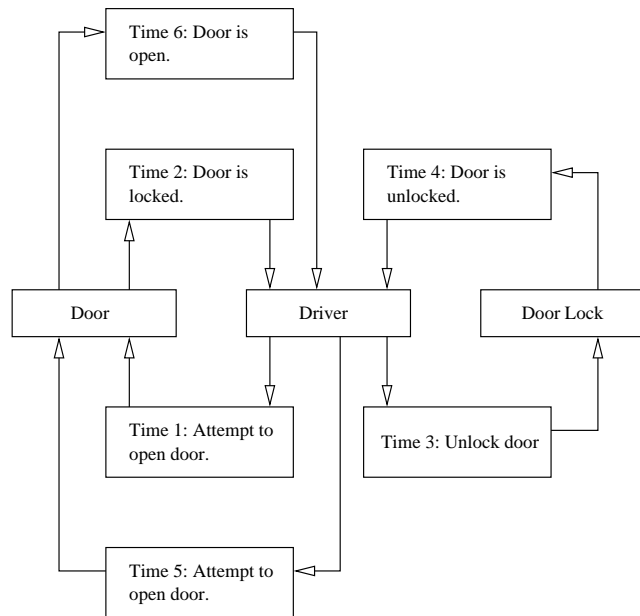 Time 6: Door is
open.
Time 2: Door is
locked.
Time 4: Door is
unlocked.
Door
Driver
Door Lock
Time 1: Attempt to
open door.
Time 3: Unlock door
Time 5: Attempt to
open door.